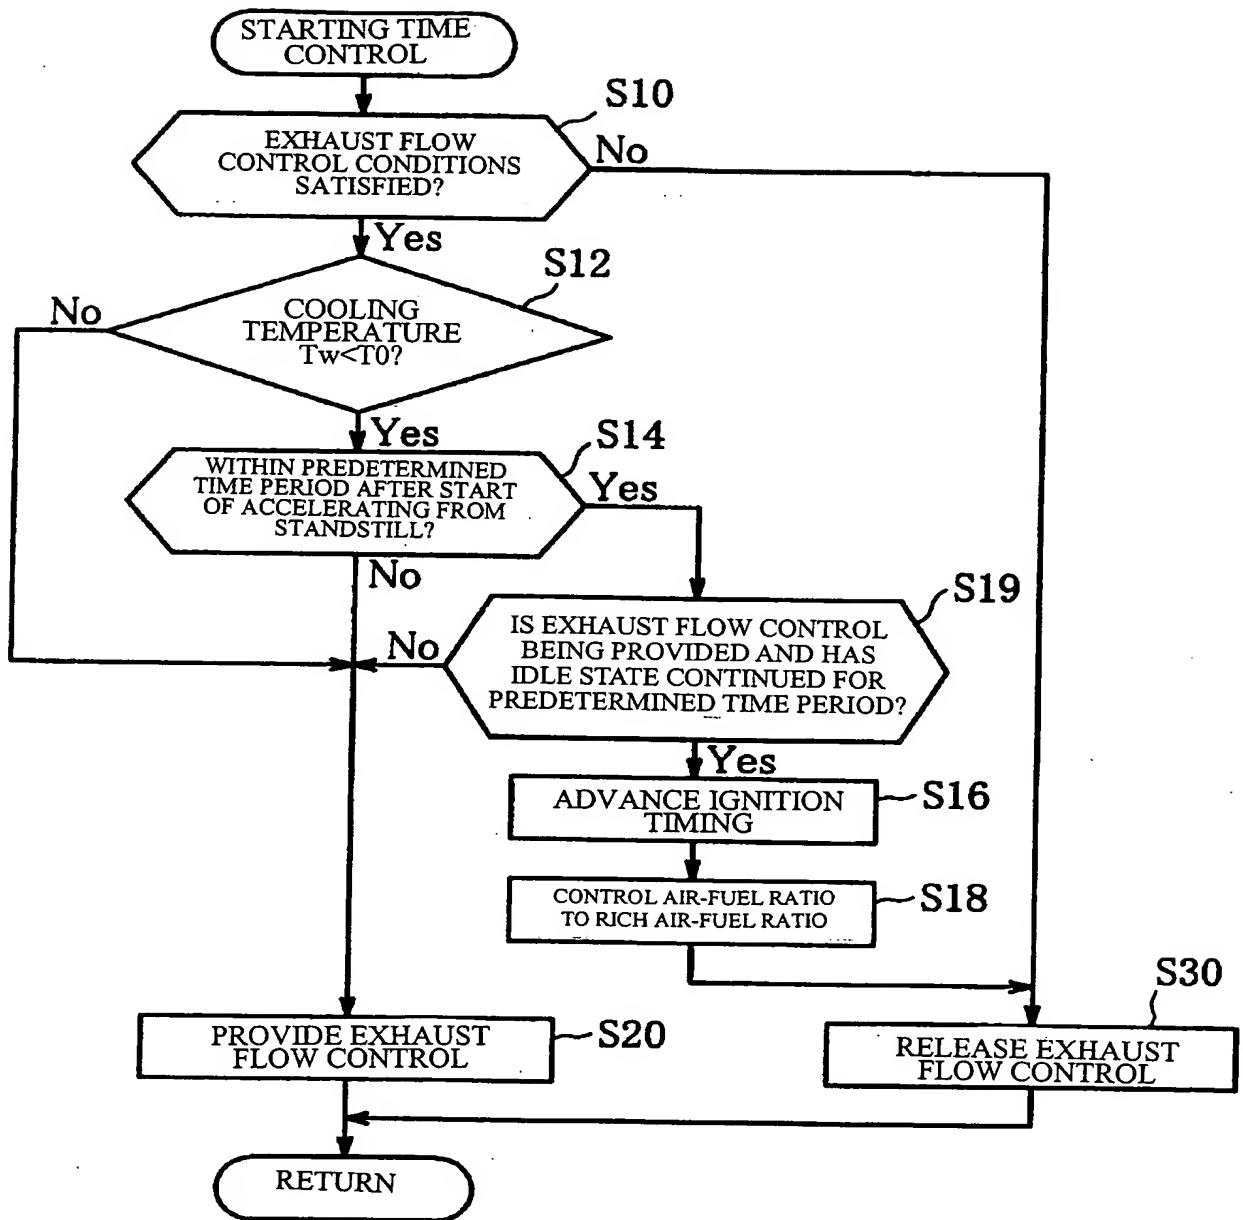 STARTING TIME
CONTROL
S10
EXHAUST FLOW
CONTROL CONDITIONS
SATISFIED?
No
Yes
S12
No
COOLING
TEMPERATURE
Tw<T0?
Yes
S14
WITHIN PREDETERMINED
TIME PERIOD AFTER START
OF ACCELERATING FROM
STANDSTILL?
Yes
No
S19
IS EXHAUST FLOW CONTROL
BEING PROVIDED AND HAS
IDLE STATE CONTINUED FOR
PREDETERMINED TIME PERIOD?
No
Yes
ADVANCE IGNITION
TIMING
S16
CONTROL AIR-FUEL RATIO
TO RICH AIR-FUEL RATIO
S18
S30
PROVIDE EXHAUST
FLOW CONTROL
S20
RELEASE EXHAUST
FLOW CONTROL
RETURN